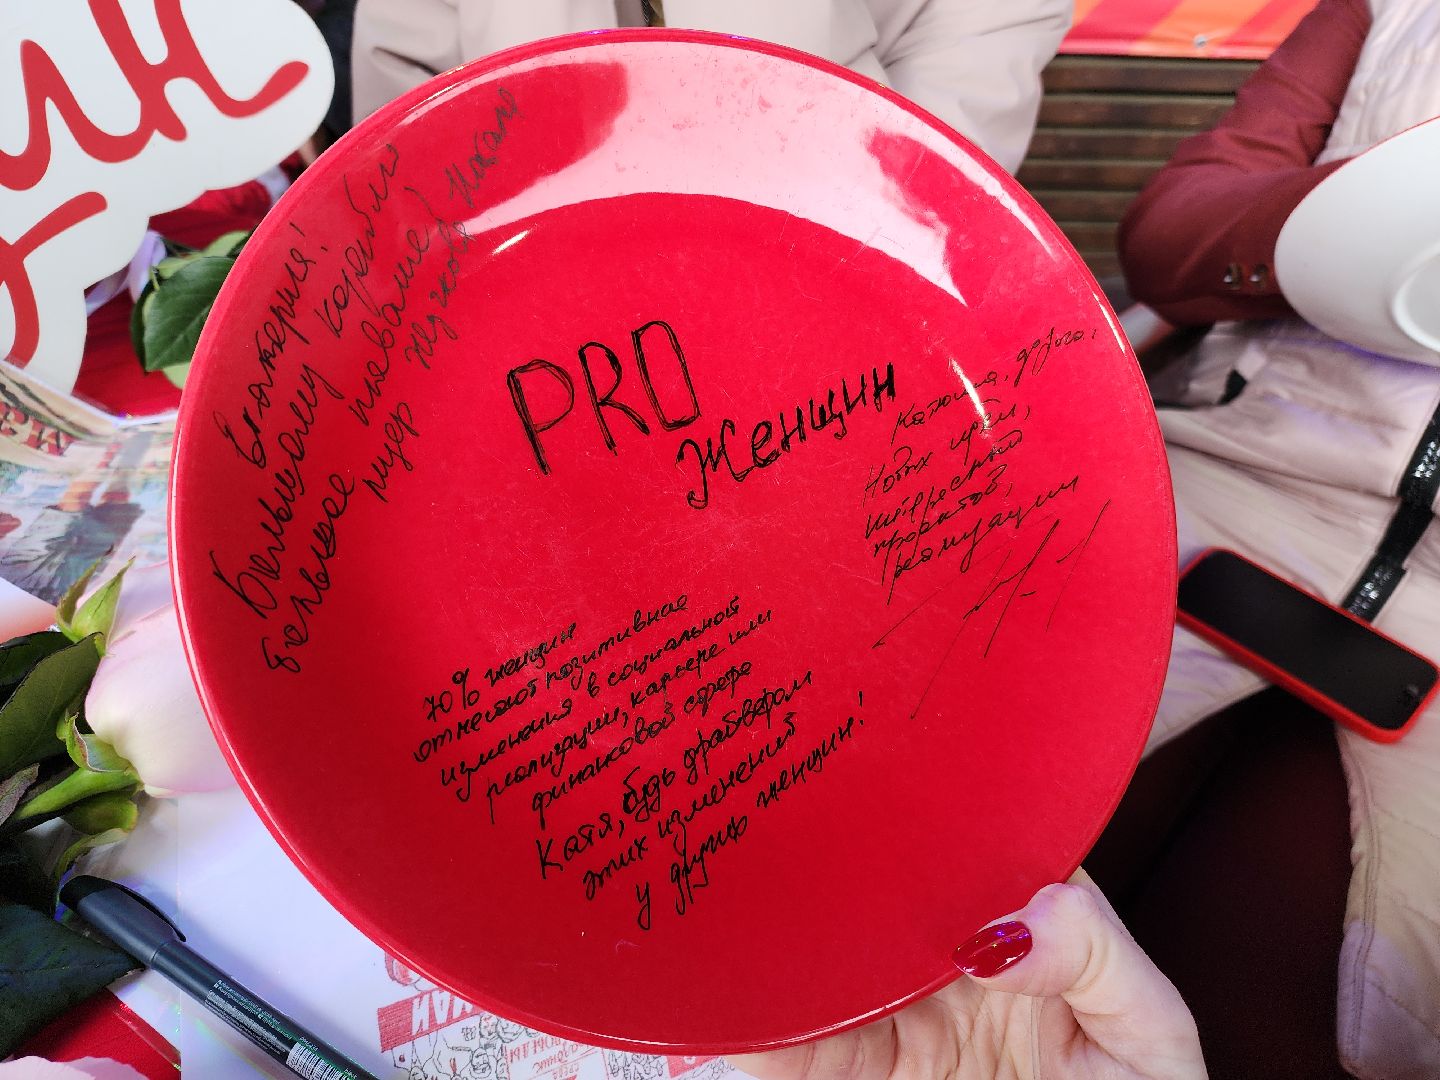 PRO
Женщин
Екатерина!
Большому кораблю
большое плавание!
Катюша, дорогая,
Новых идей,
интересных
проектов,
реализации
70% женщин
отмечают позитивные
изменения в социальной
реализации, карьере или
финансовой сфере
Катя, будь драйвером
этих изменений
у других женщин!